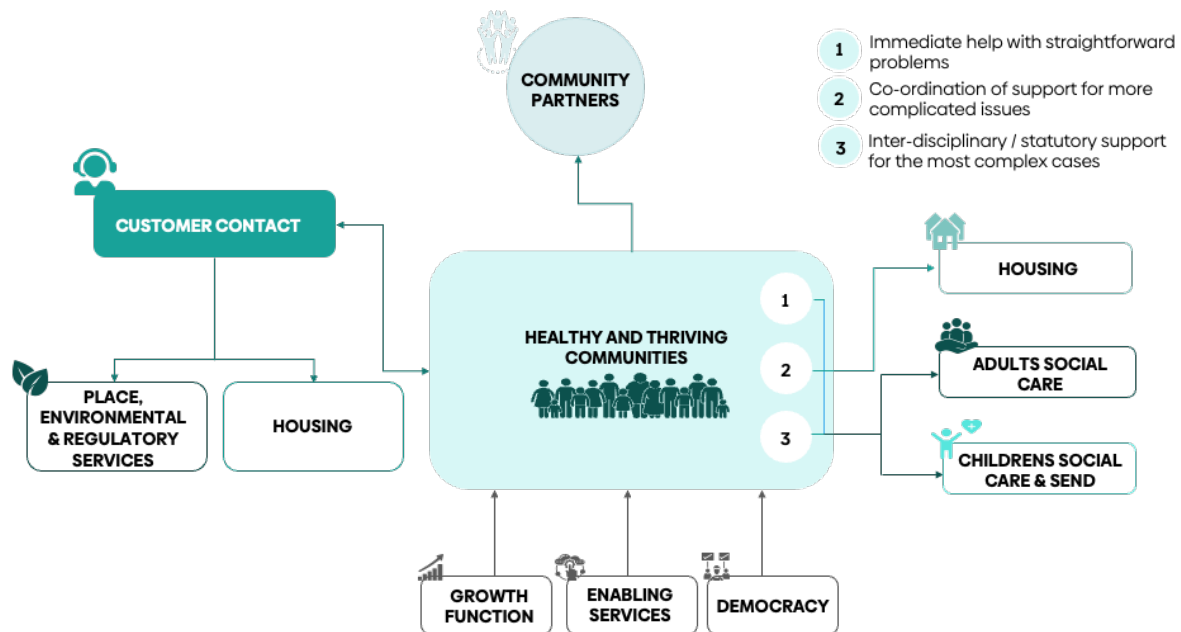 COMMUNITY
PARTNERS
1
Immediate help with straightforward
problems
2
Co-ordination of support for more
complicated issues
3
Inter-disciplinary / statutory support
for the most complex cases
CUSTOMER CONTACT
PLACE,
ENVIRONMENTAL
& REGULATORY
SERVICES
HOUSING
HEALTHY AND THRIVING
COMMUNITIES
1
2
3
HOUSING
ADULTS SOCIAL
CARE
CHILDRENS SOCIAL
CARE & SEND
GROWTH
FUNCTION
ENABLING
SERVICES
DEMOCRACY